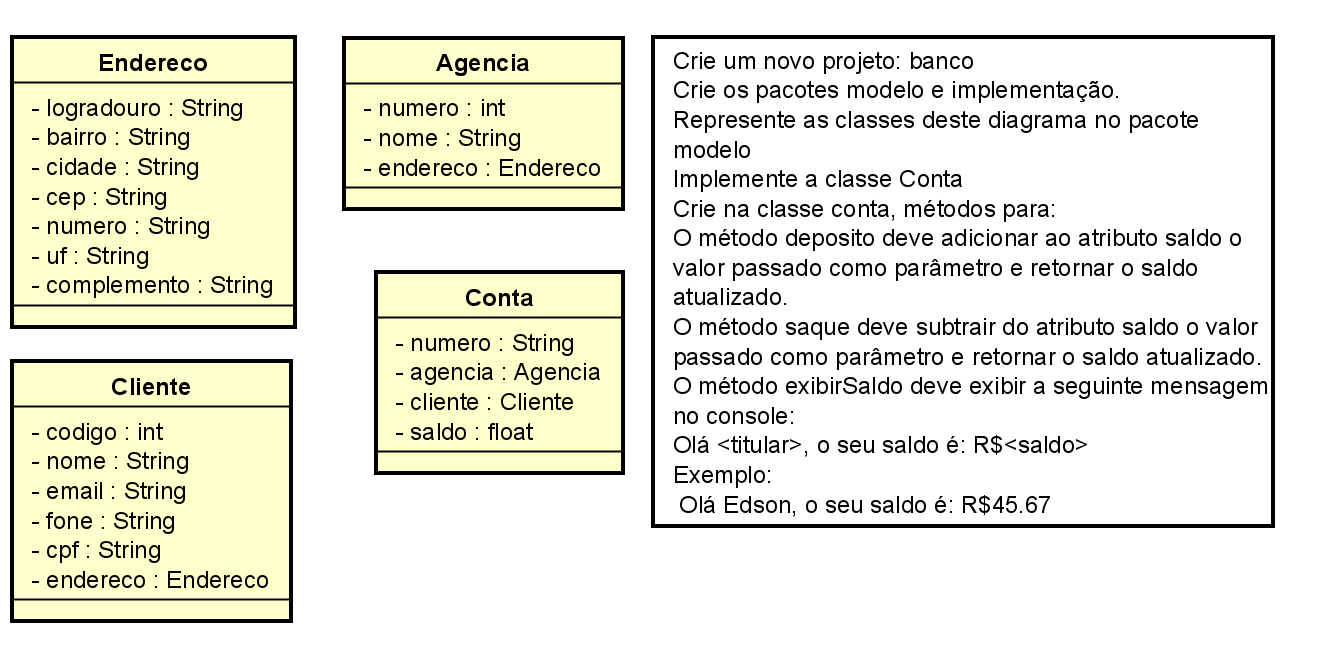 Endereco
- logradouro : String
- bairro : String
- cidade : String
- cep : String
- numero : String
- uf : String
- complemento : String
Cliente
- codigo : int
- nome : String
- email : String
- fone : String
- cpf : String
- endereco : Endereco
Agencia
- numero : int
- nome : String
- endereco : Endereco
Conta
- numero : String
- agencia : Agencia
- cliente : Cliente
- saldo : float
Crie um novo projeto: banco
Crie os pacotes modelo e implementação.
Represente as classes deste diagrama no pacote
modelo
Implemente a classe Conta
Crie na classe conta, métodos para:
O método deposito deve adicionar ao atributo saldo o
valor passado como parâmetro e retornar o saldo
atualizado.
O método saque deve subtrair do atributo saldo o valor
passado como parâmetro e retornar o saldo atualizado.
O método exibirSaldo deve exibir a seguinte mensagem
no console:
Olá <titular>, o seu saldo é: R$<saldo>
Exemplo:
Olá Edson, o seu saldo é: R$45.67